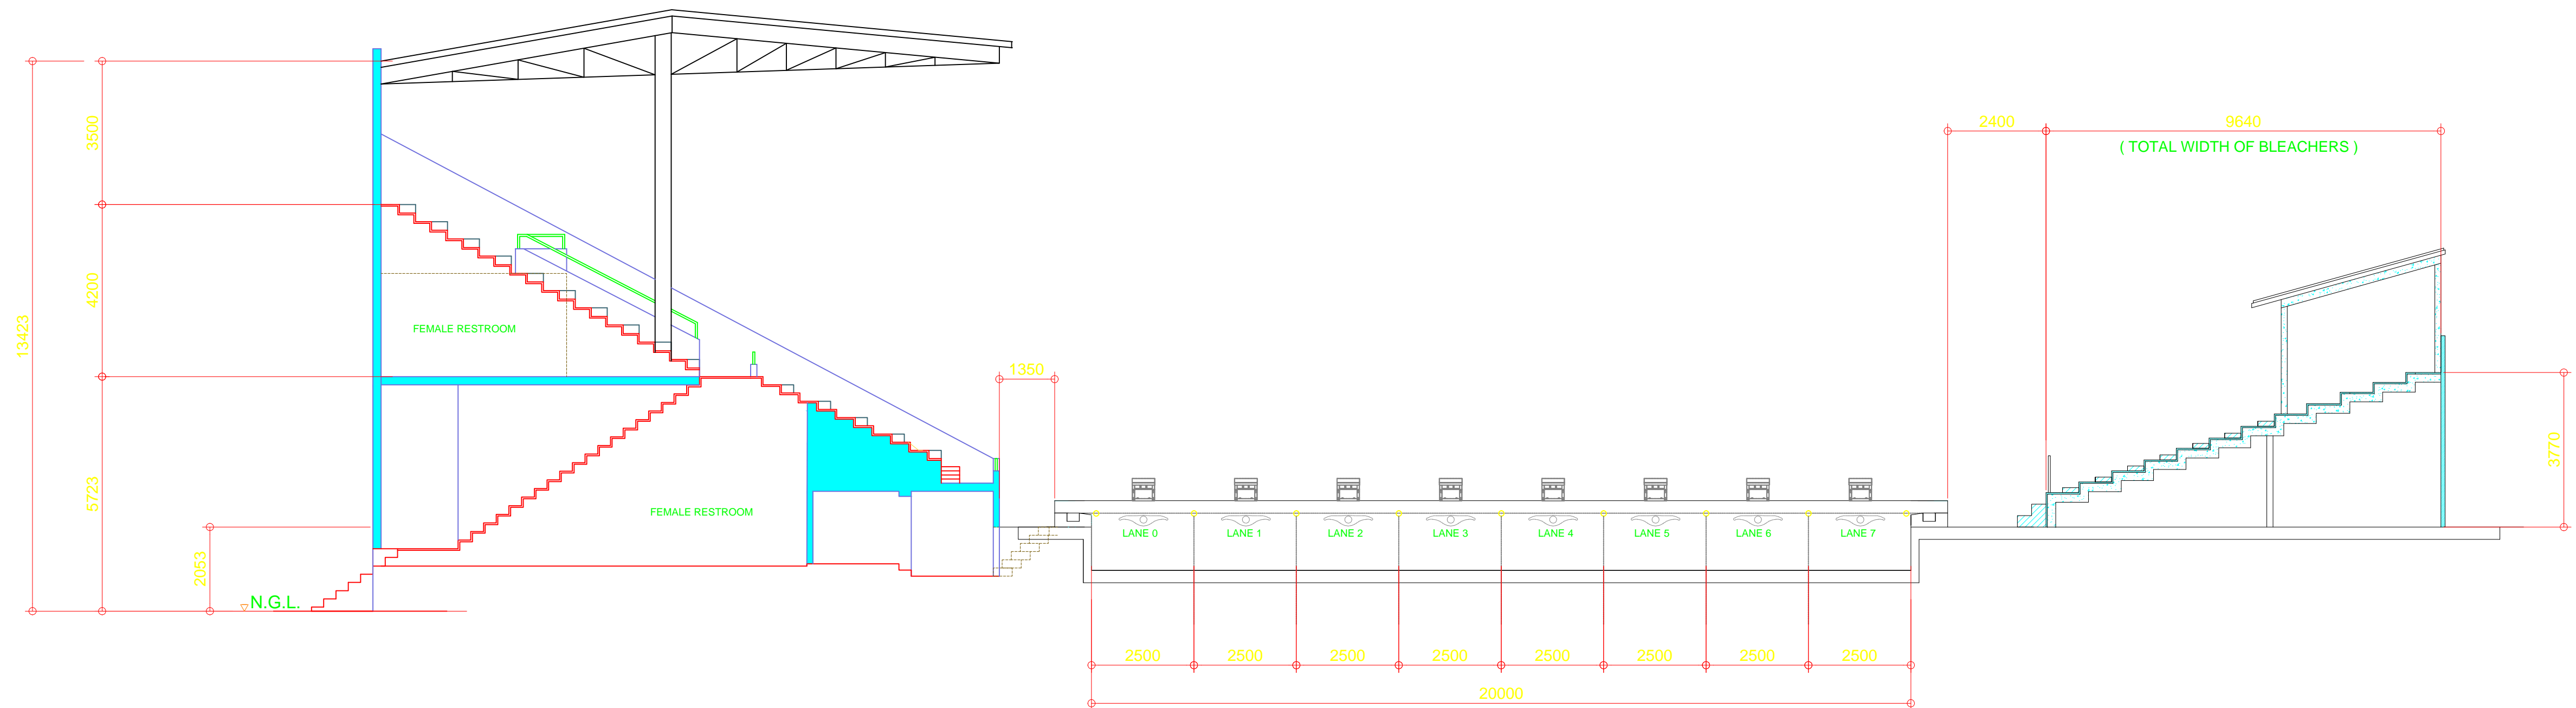 3500
2400
9640
( TOTAL WIDTH OF BLEACHERS )
4200
13423
FEMALE RESTROOM
1350
3770
5723
FEMALE RESTROOM
LANE 0
LANE 1
LANE 2
LANE 3
LANE 4
LANE 5
LANE 6
LANE 7
2053
N.G.L.
2500
2500
2500
2500
2500
2500
2500
2500
20000